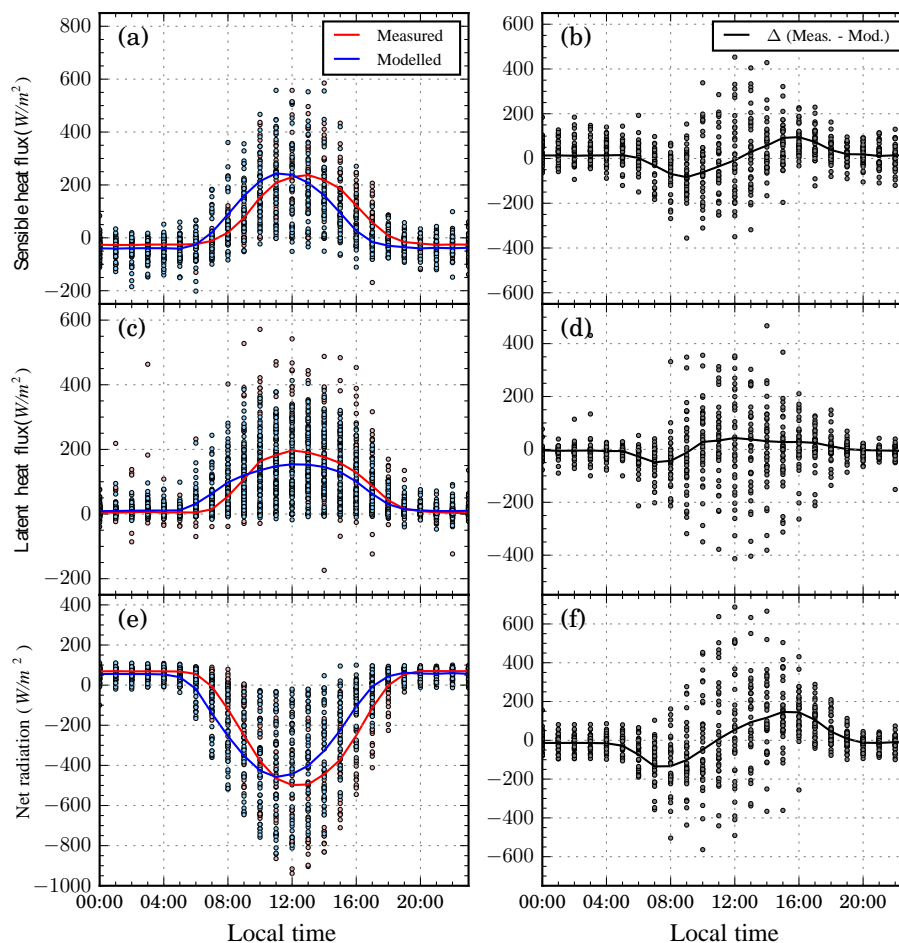 (a)
Measured
Modelled
800
600
400
200
0
−200
Sensible heat flux(W/m²)
(b)
Δ (Meas. - Mod.)
600
400
200
0
−200
−400
−600
(c)
600
400
200
0
−200
Latent heat flux(W/m²)
(d)
400
200
0
−200
−400
(e)
400
200
0
−200
−400
−600
−800
−1000
Net radiation (W/m²)
00:00 04:00 08:00 12:00 16:00 20:00
Local time
(f)
600
400
200
0
−200
−400
−600
00:00 04:00 08:00 12:00 16:00 20:00
Local time